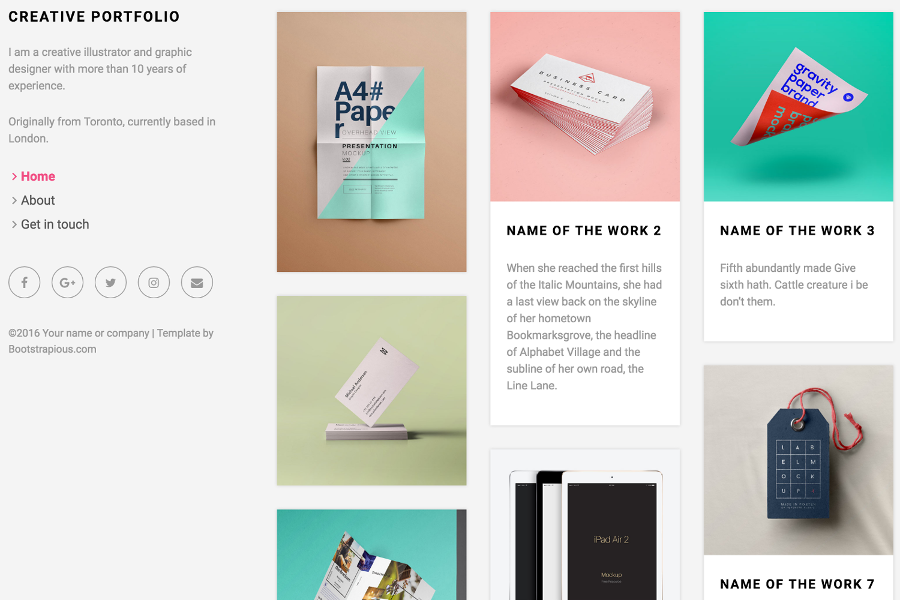 CREATIVE PORTFOLIO
I am a creative illustrator and graphic
designer with more than 10 years of
experience.
Originally from Toronto, currently based in
London.
Home
About
Get in touch
©2016 Your name or company | Template by
Bootstrapious.com
A4#
Pape
r
OVERHEAD VIEW
PRESENTATION
MOCKUP
BUSINESS CARD
PRESENTATION MOCKUP
NAME OF THE WORK 2
When she reached the first hills
of the Italic Mountains, she had
a last view back on the skyline
of her hometown
Bookmarksgrove, the headline
of Alphabet Village and the
subline of her own road, the
Line Lane.
iPad Air 2
Mockup
gravity
paper
brand
NAME OF THE WORK 3
Fifth abundantly made Give
sixth hath. Cattle creature i be
don't them.
L A B
E L M
O C K
U P
NAME OF THE WORK 7